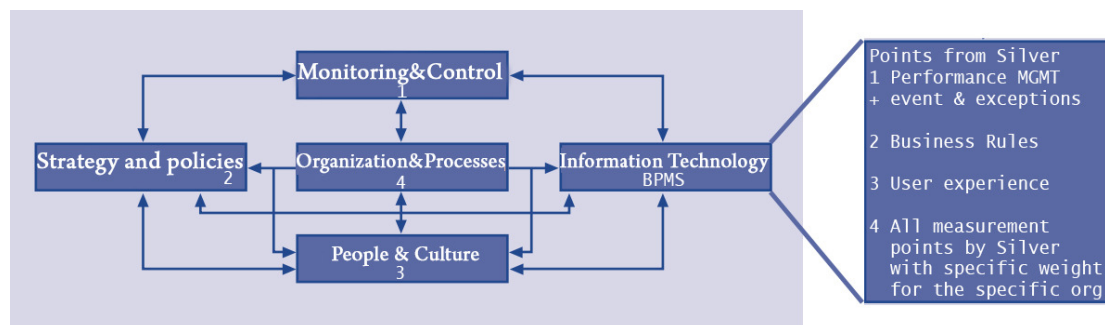 Monitoring&Control
1
Strategy and policies
2
Organization&Processes
4
Information Technology
BPMS
People & Culture
3
Points from Silver
1 Performance MGMT
+ event & exceptions
2 Business Rules
3 User experience
4 All measurement
points by Silver
with specific weight
for the specific org